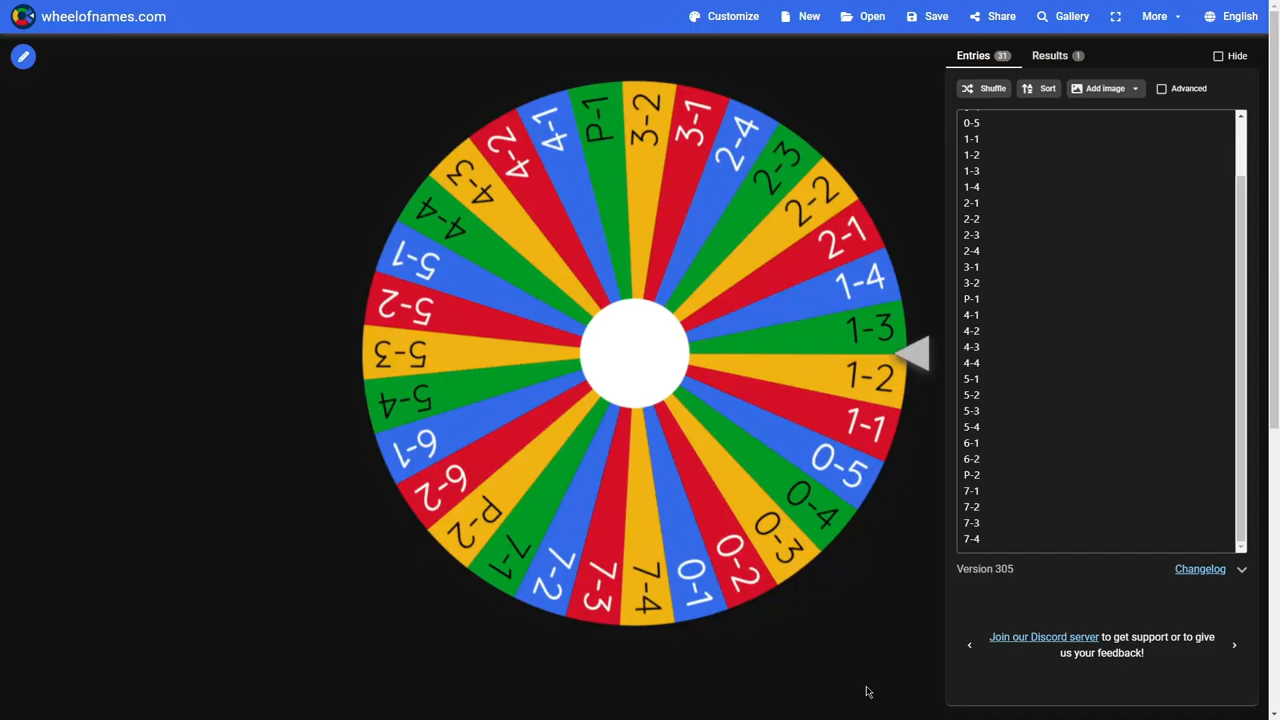 wheelofnames.com
Customize
New
Open
Save
Share
Gallery
More
English
Entries 31
Results 1
Hide
Shuffle
Sort
Add image
Advanced
0-5
1-1
1-2
1-3
1-4
2-1
2-2
2-3
2-4
3-1
3-2
P-1
4-1
4-2
4-3
4-4
5-1
5-2
5-3
5-4
6-1
6-2
P-2
7-1
7-2
7-3
7-4
Version 305
Changelog
Join our Discord server to get support or to give
us your feedback!
P-1
3-2
3-1
2-4
2-3
2-2
2-1
1-4
1-3
1-2
1-1
0-5
0-4
0-3
0-2
0-1
7-4
7-3
7-2
7-1
P-2
6-2
6-1
5-4
5-3
5-2
5-1
4-4
4-3
4-2
4-1